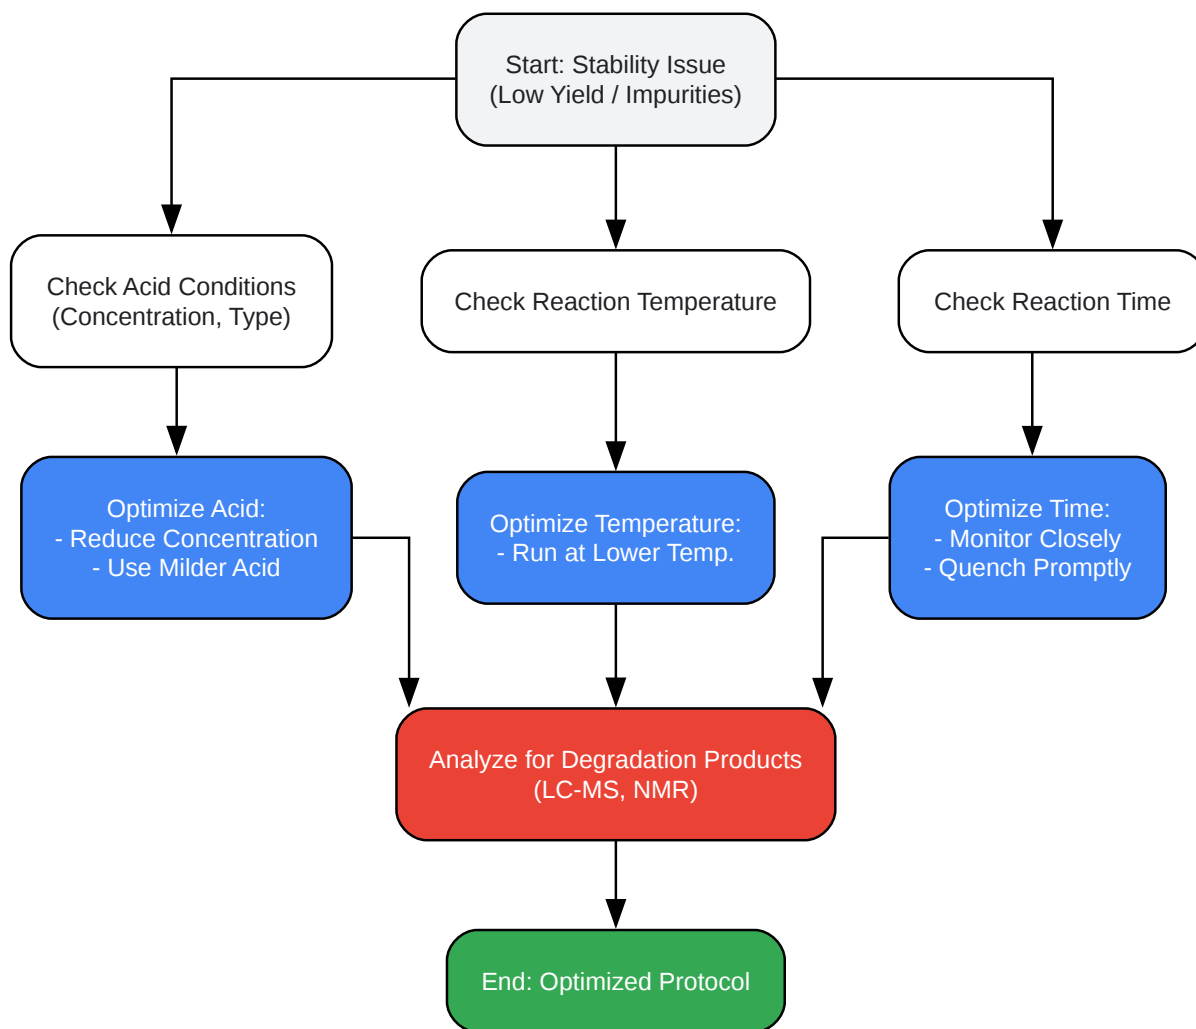 Start: Stability Issue
(Low Yield / Impurities)
Check Acid Conditions
(Concentration, Type)
Check Reaction Temperature
Check Reaction Time
Optimize Acid:
- Reduce Concentration
- Use Milder Acid
Optimize Temperature:
- Run at Lower Temp.
Optimize Time:
- Monitor Closely
- Quench Promptly
Analyze for Degradation Products
(LC-MS, NMR)
End: Optimized Protocol